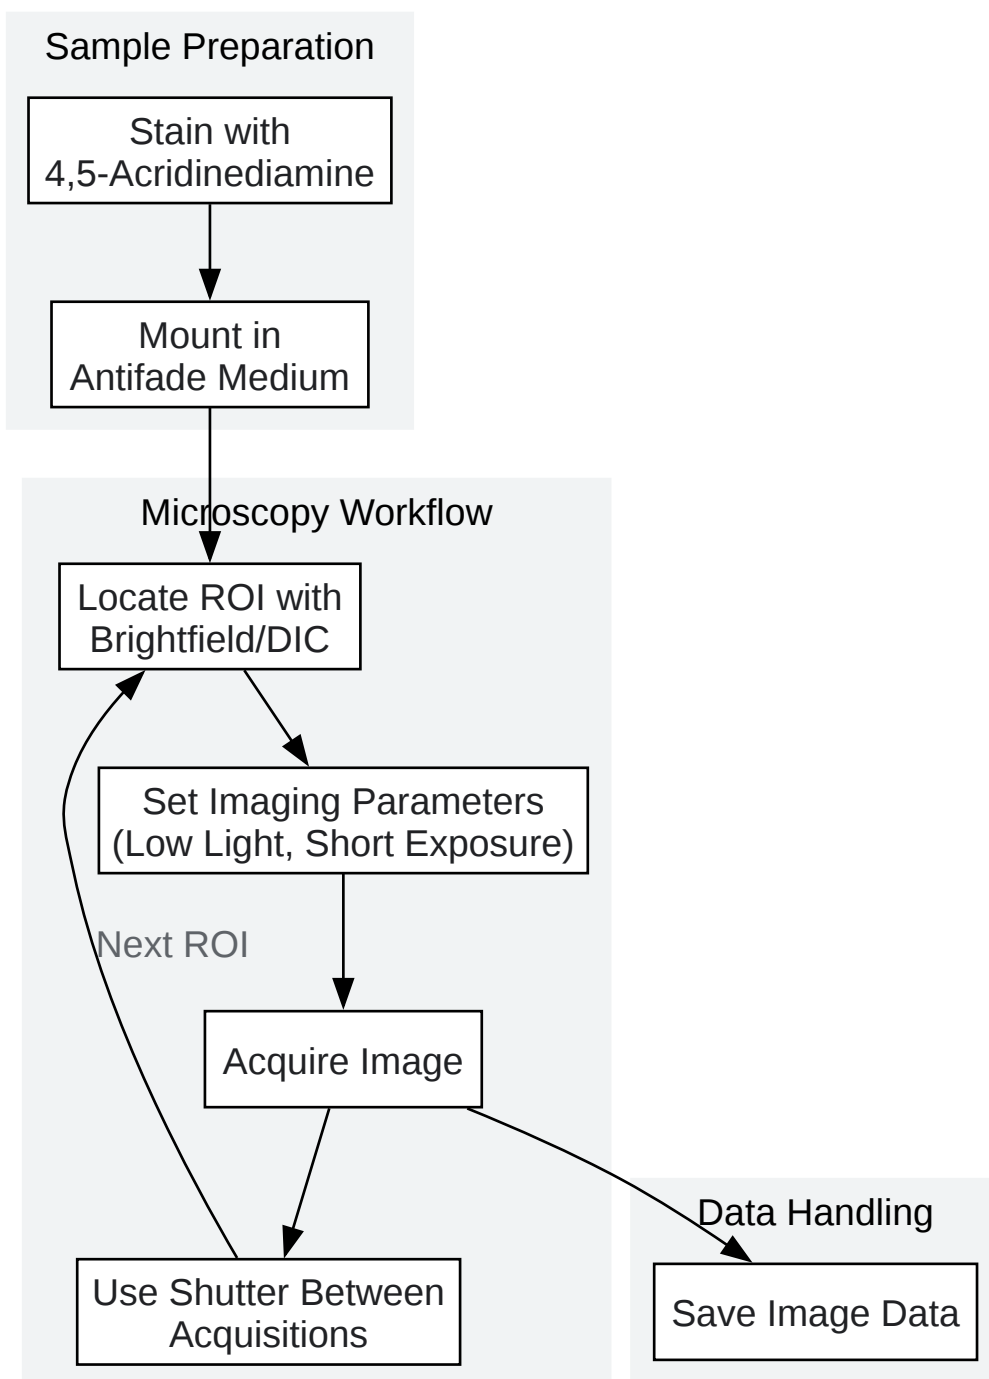 Sample Preparation
Stain with
4,5-Acridinediamine
Mount in
Antifade Medium
Microscopy Workflow
Locate ROI with
Brightfield/DIC
Set Imaging Parameters
(Low Light, Short Exposure)
Next ROI
Acquire Image
Use Shutter Between
Acquisitions
Data Handling
Save Image Data